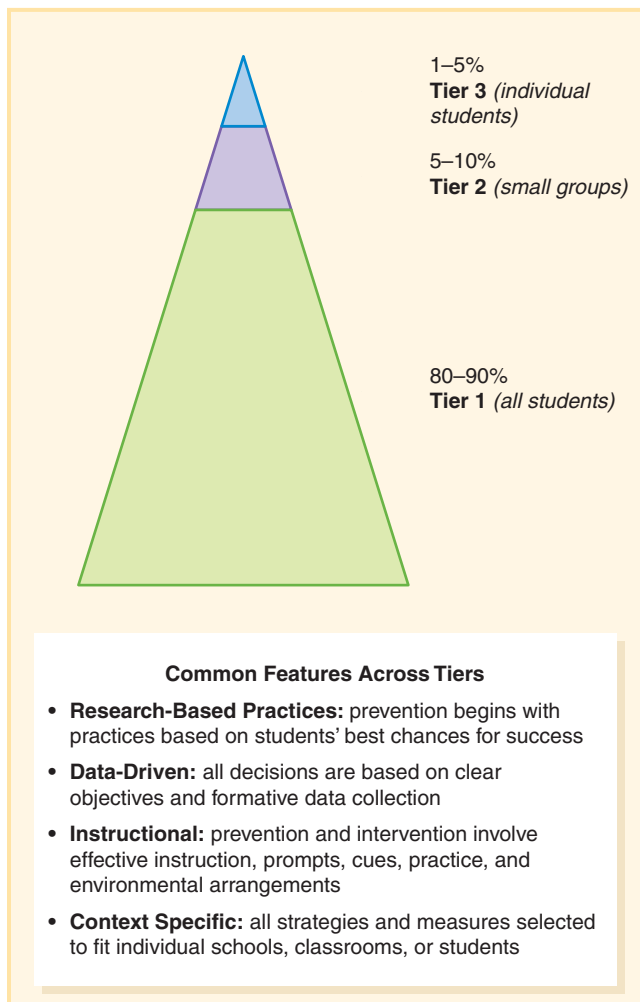 1–5%
Tier 3 (individual
students)
5–10%
Tier 2 (small groups)
80–90%
Tier 1 (all students)
Common Features Across Tiers
• Research-Based Practices: prevention begins with
practices based on students’ best chances for success
• Data-Driven: all decisions are based on clear
objectives and formative data collection
• Instructional: prevention and intervention involve
effective instruction, prompts, cues, practice, and
environmental arrangements
• Context Specific: all strategies and measures selected
to fit individual schools, classrooms, or students